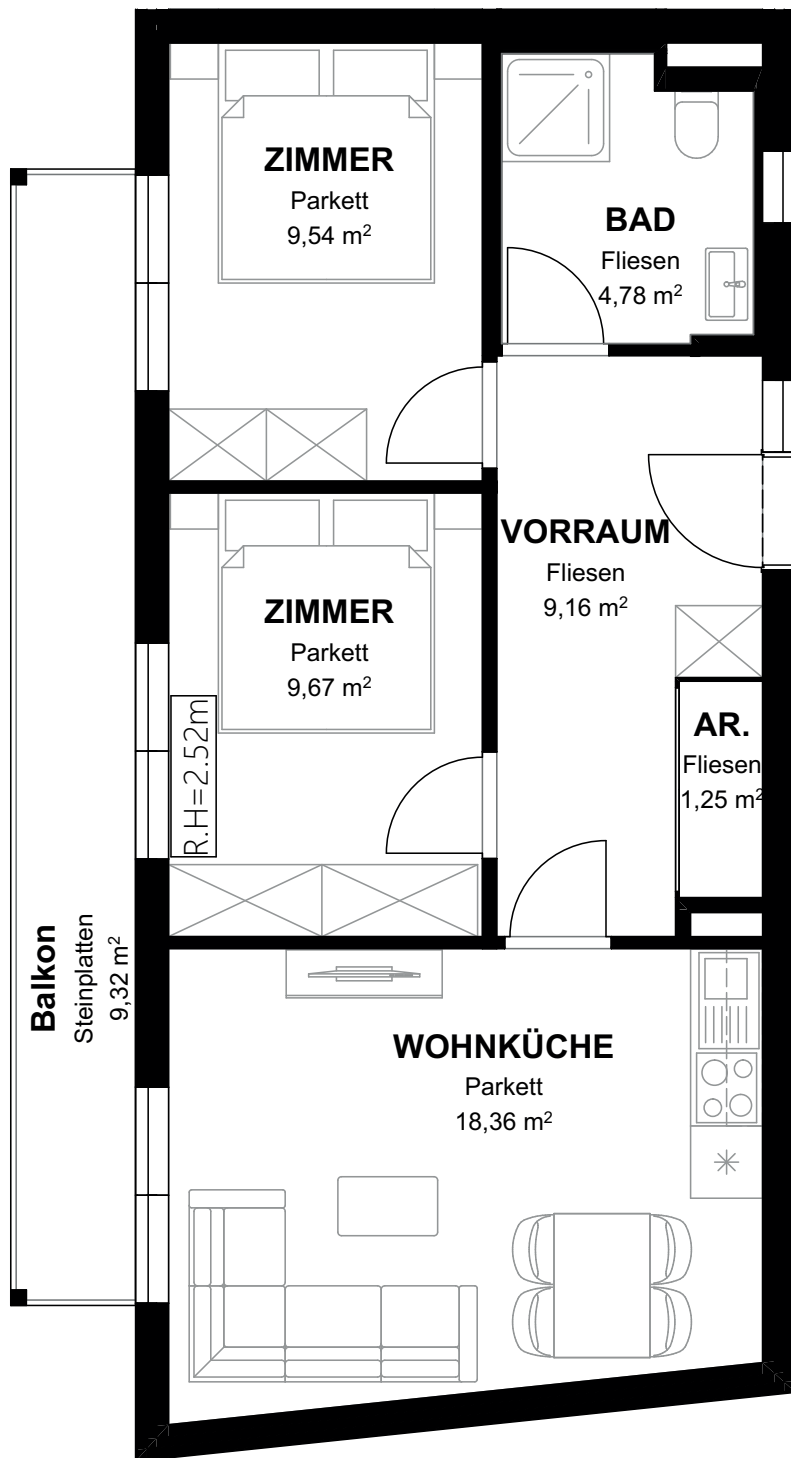 ZIMMER
Parkett
9,54 m²
BAD
Fliesen
4,78 m²
VORRAUM
Fliesen
9,16 m²
ZIMMER
Parkett
9,67 m²
R.H=2.52m
AR.
Fliesen
1,25 m²
Balkon
Steinplatten
9,32 m²
WOHNKÜCHE
Parkett
18,36 m²